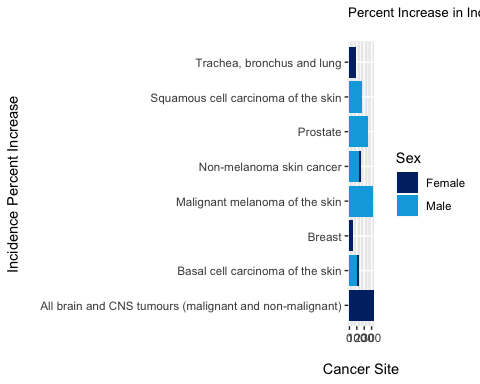 Percent Increase in Inc
Trachea, bronchus and lung
Squamous cell carcinoma of the skin
Prostate
Non-melanoma skin cancer
Malignant melanoma of the skin
Breast
Basal cell carcinoma of the skin
All brain and CNS tumours (malignant and non-malignant)
Incidence Percent Increase
Sex
Female
Male
Cancer Site